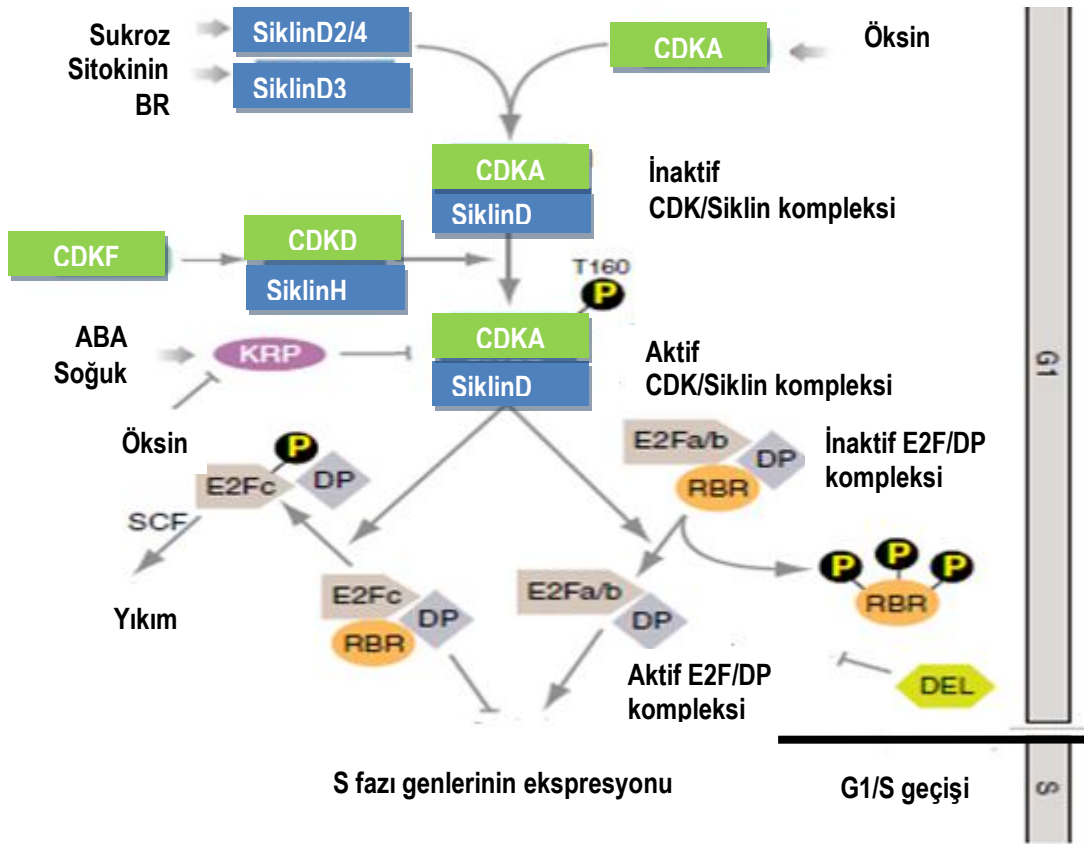 Sukroz
Sitokinin
BR
SiklinD2/4
SiklinD3
CDKA
Öksin
CDKA
SiklinD
İnaktif
CDK/Siklin kompleksi
CDKF
CDKD
SiklinH
T160
P
ABA
Soğuk
KRP
CDKA
SiklinD
Aktif
CDK/Siklin kompleksi
G1
Öksin
P
E2Fc
DP
SCF
Yıkım
E2Fa/b
DP
RBR
İnaktif E2F/DP
kompleksi
E2Fc
DP
RBR
E2Fa/b
DP
P
P
P
RBR
Aktif E2F/DP
kompleksi
DEL
S fazı genlerinin ekspresyonu
G1/S geçişi
S